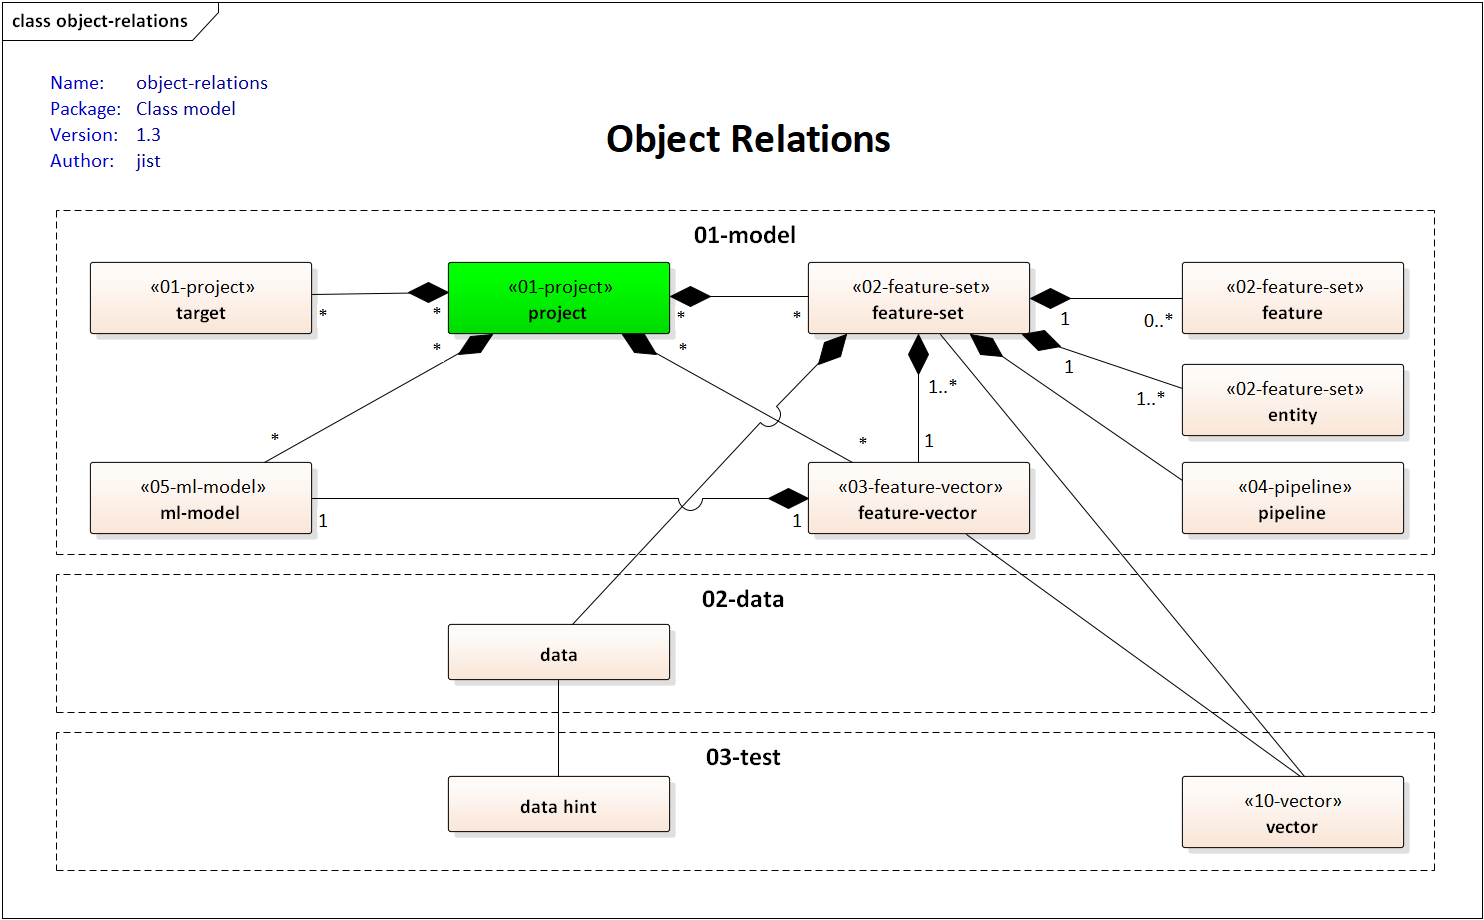 class object-relations
Name: object-relations
Package: Class model
Version: 1.3
Author: jist
Object Relations
01-model
«01-project»
target
«01-project»
project
«02-feature-set»
feature-set
«02-feature-set»
feature
*
*
*
*
1
0..*
*
*
1..*
1
1..*
«02-feature-set»
entity
*
*
1
«05-ml-model»
ml-model
«03-feature-vector»
feature-vector
«04-pipeline»
pipeline
1
1
02-data
data
03-test
data hint
«10-vector»
vector